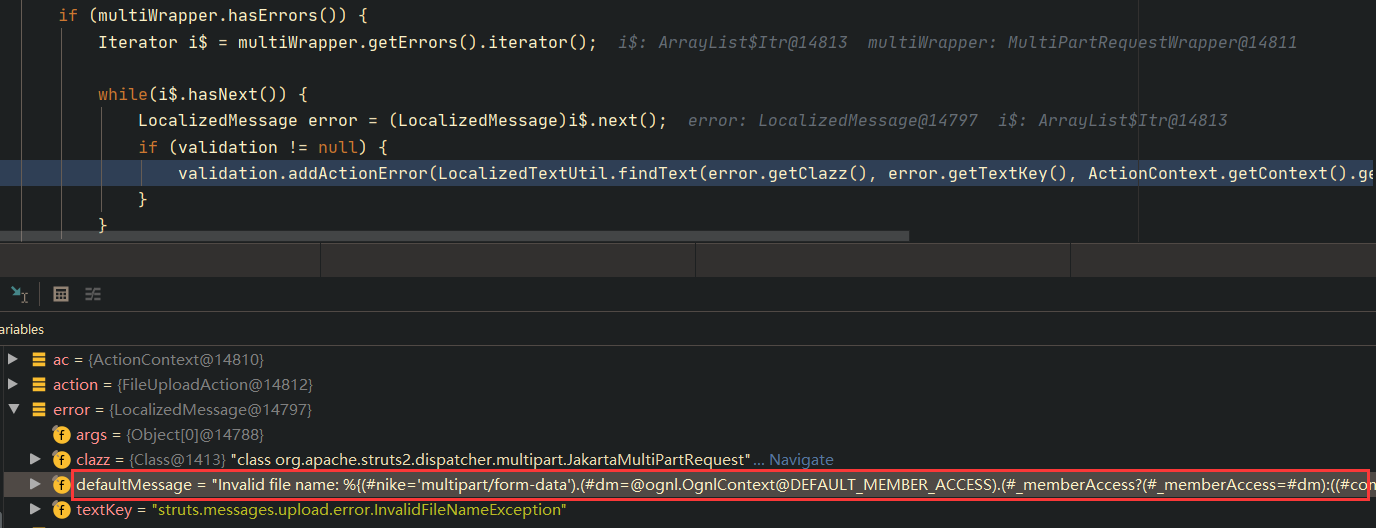 if (multiWrapper.hasErrors()) {
Iterator i$ = multiWrapper.getErrors().iterator();  i$: ArrayList$Itr@14813  multiWrapper: MultiPartRequestWrapper@14811
while(i$.hasNext()) {
LocalizedMessage error = (LocalizedMessage)i$.next();  error: LocalizedMessage@14797  i$: ArrayList$Itr@14813
if (validation != null) {
validation.addActionError(LocalizedTextUtil.findText(error.getClazz(), error.getTextKey(), ActionContext.getContext().ge
}
}
ariables
ac = {ActionContext@14810}
action = {FileUploadAction@14812}
error = {LocalizedMessage@14797}
f args = {Object[0]@14788}
f clazz = {Class@1413} "class org.apache.struts2.dispatcher.multipart.JakartaMultiPartRequest"... Navigate
f defaultMessage = "Invalid file name: %{(#nike='multipart/form-data').(#dm=@ognl.OgnlContext@DEFAULT_MEMBER_ACCESS).(#_memberAccess?(#_memberAccess=#dm):((#con
f textKey = "struts.messages.upload.error.InvalidFileNameException"